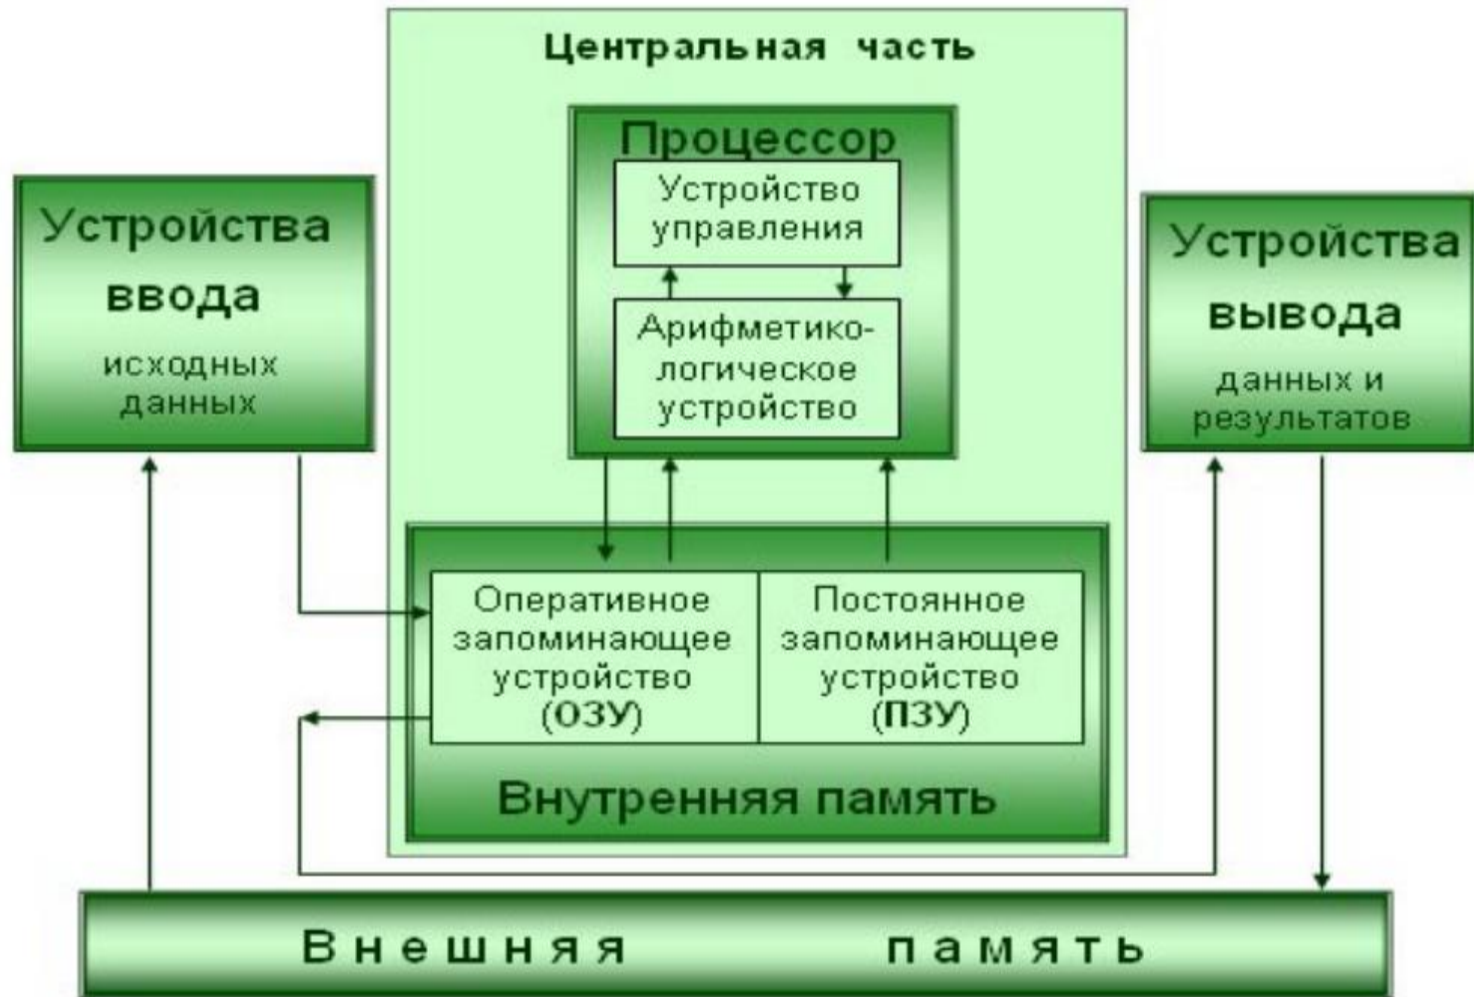 Центральная часть
Процессор
Устройство
управления
Арифметико-
логическое
устройство
Устройства
ввода
исходных
данных
Устройства
вывода
данных и
результатов
Оперативное
запоминающее
устройство
(ОЗУ)
Постоянное
запоминающее
устройство
(ПЗУ)
Внутренняя память
Внешняя память